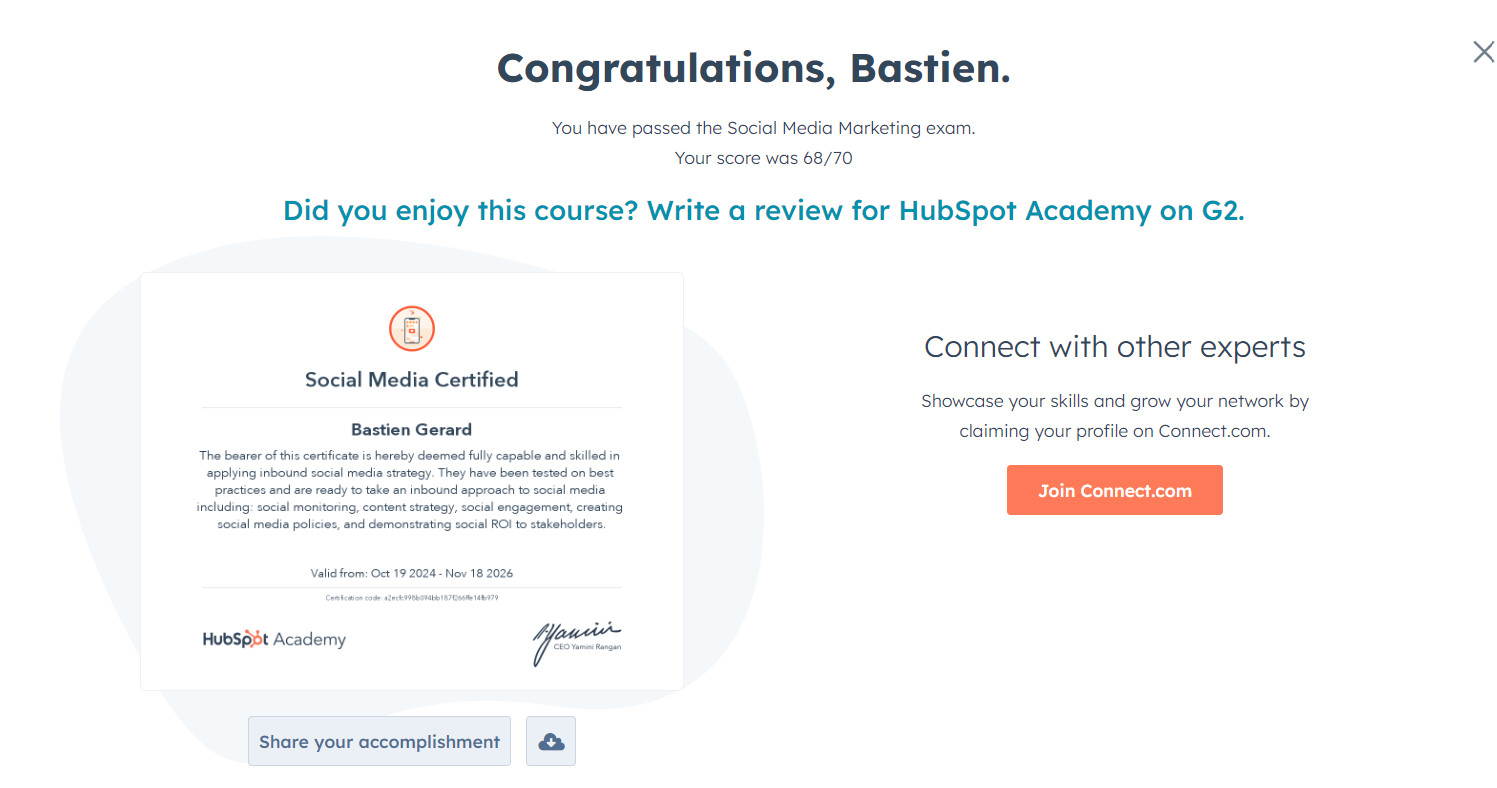 Congratulations, Bastien.
You have passed the Social Media Marketing exam.
Your score was 68/70
Did you enjoy this course? Write a review for HubSpot Academy on G2.
Social Media Certified
Bastien Gerard
The bearer of this certificate is hereby deemed fully capable and skilled in
applying inbound social media strategy. They have been tested on best
practices and are ready to take an inbound approach to social media
including: social monitoring, content strategy, social engagement, creating
social media policies, and demonstrating social ROI to stakeholders.
Valid from: Oct 19 2024 - Nov 18 2026
Certification code:
HubSpot Academy
CEO Yamini Rangan
Share your accomplishment
Connect with other experts
Showcase your skills and grow your network by
claiming your profile on Connect.com.
Join Connect.com